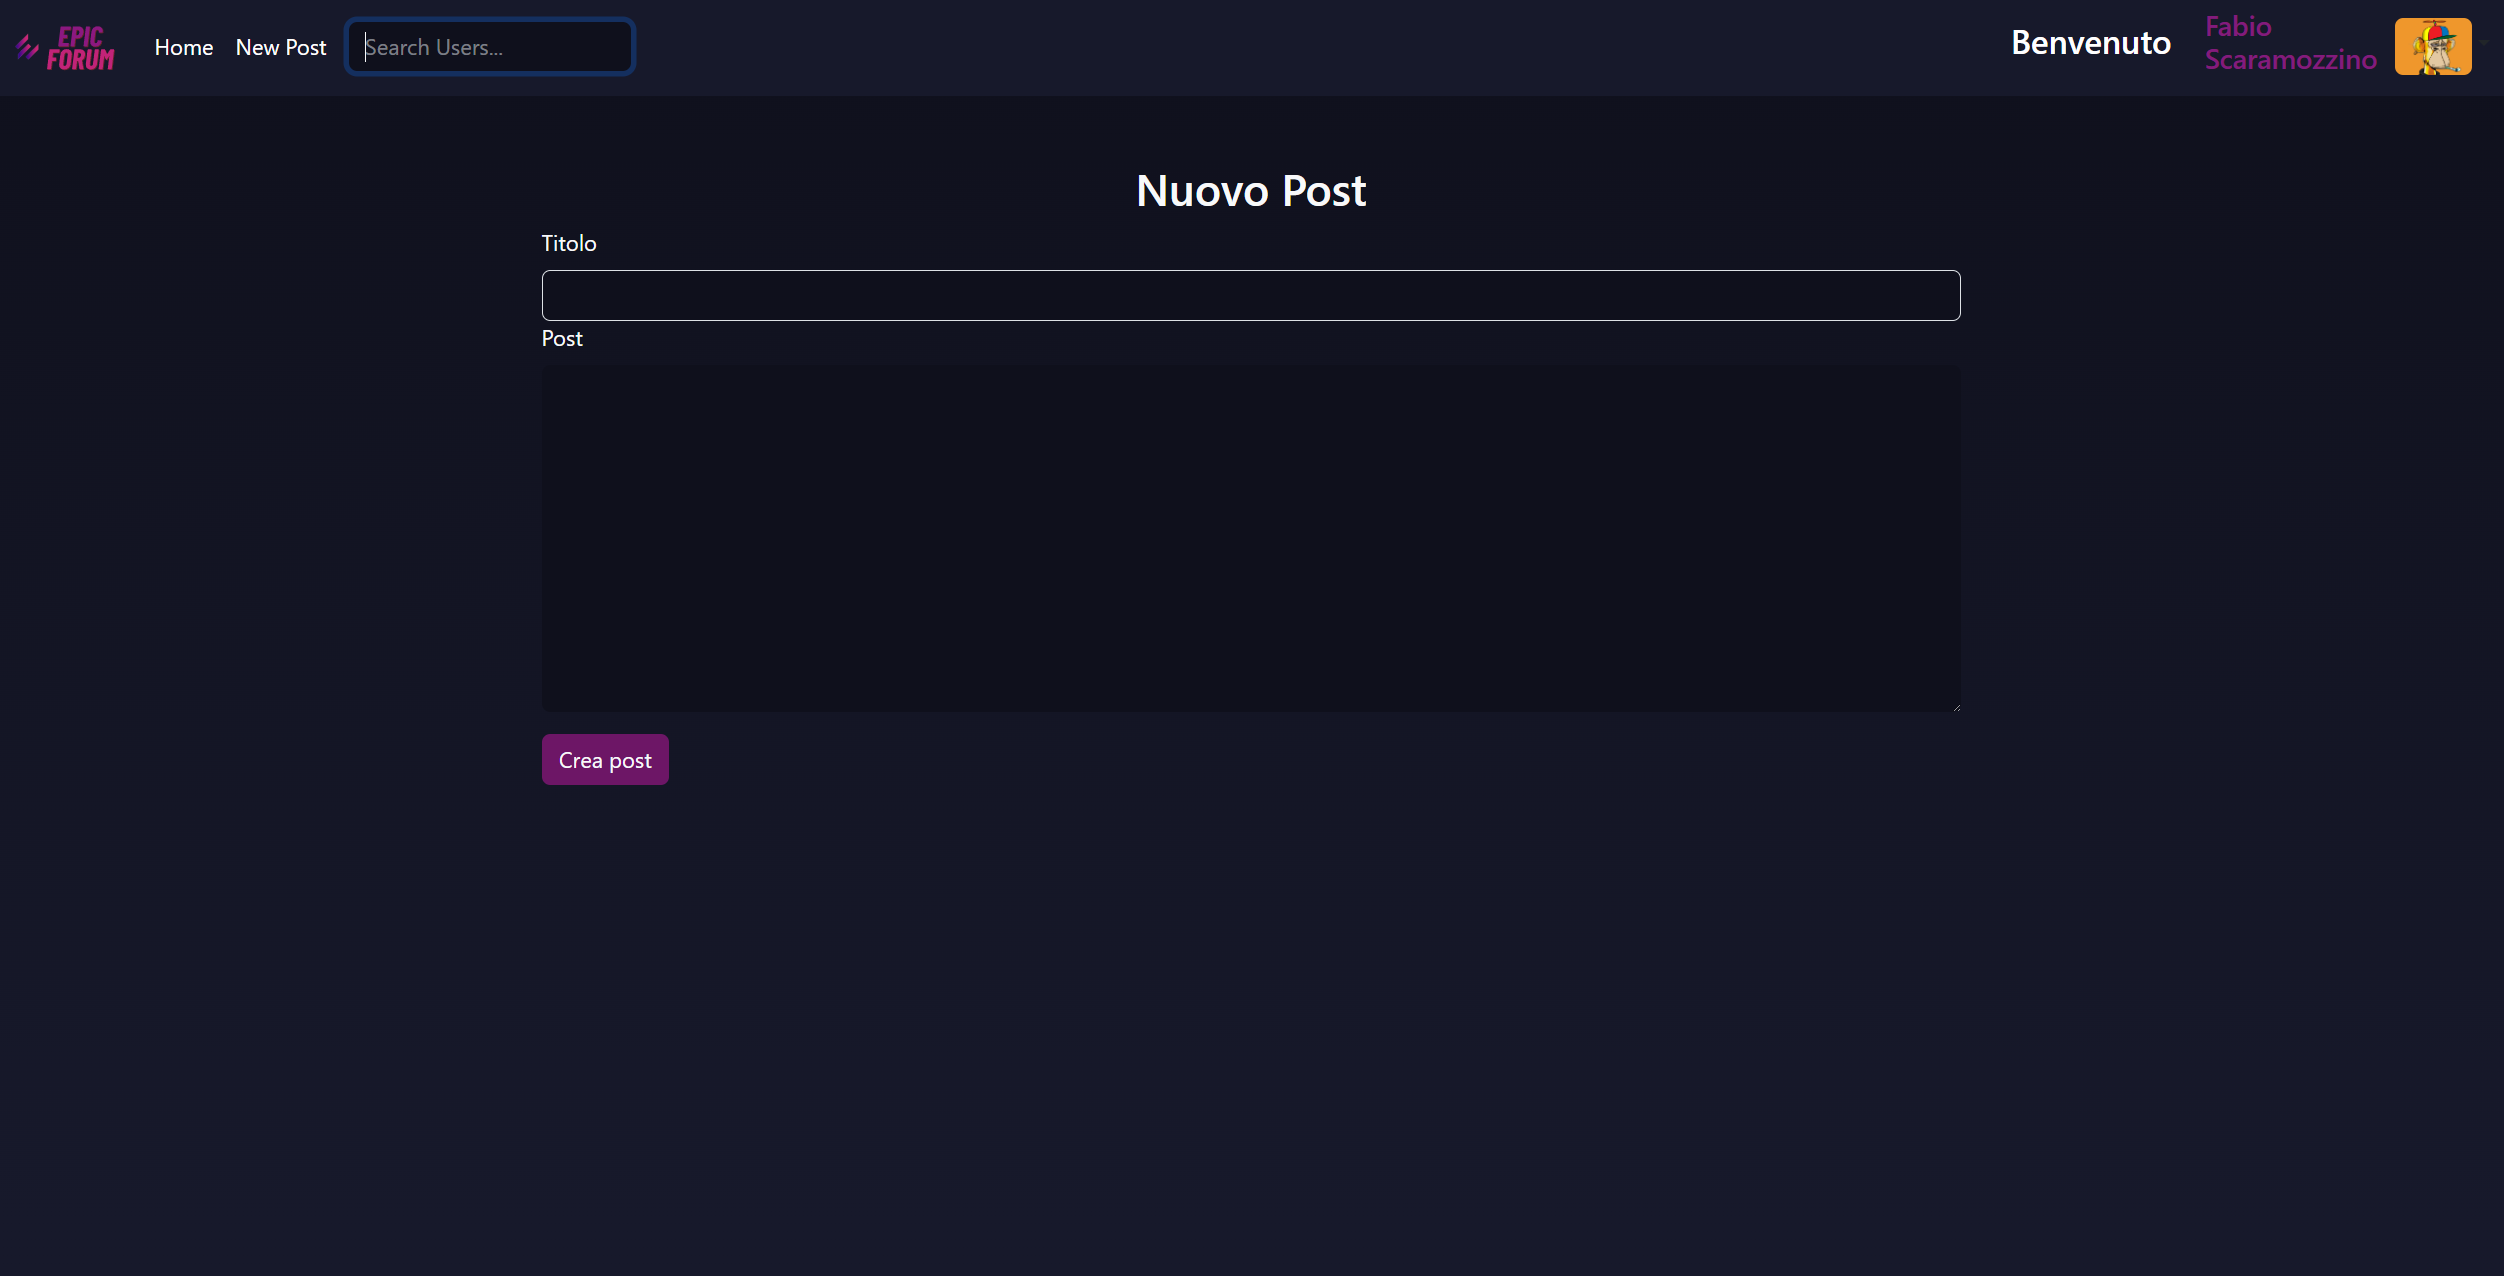 EPIC
FORUM
Home
New Post
Search Users...
Benvenuto
Fabio
Scaramozzino
Nuovo Post
Titolo
Post
Crea post